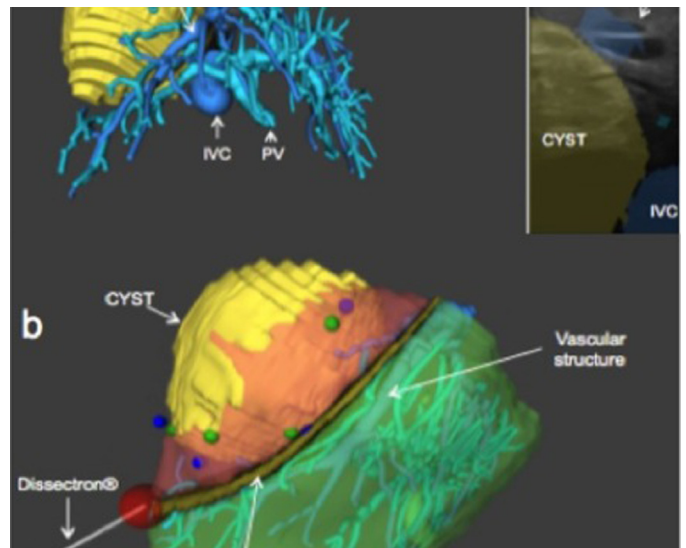 IVC
PV
CYST
IVC
b
CYST
Vascular
structure
Dissectron®